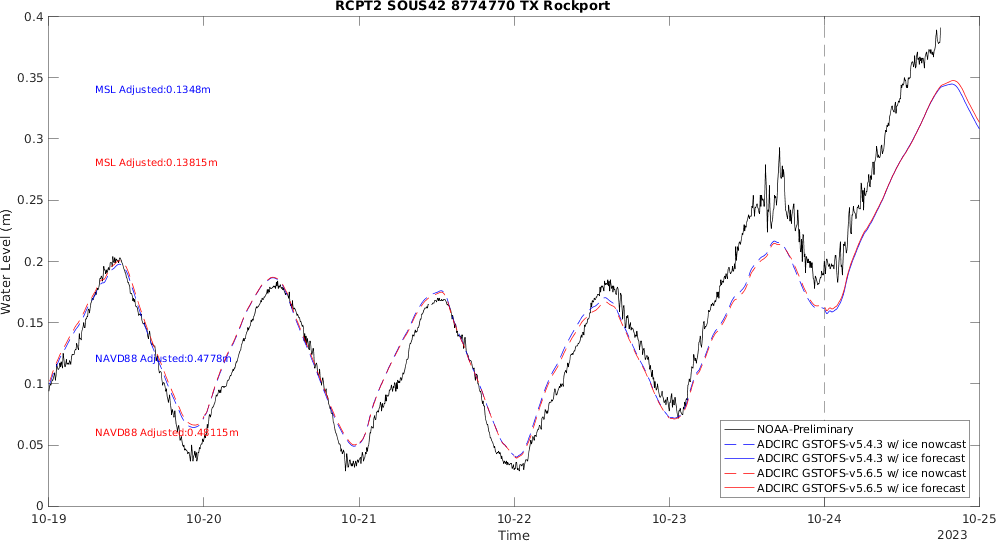 RCPT2 SOUS42 8774770 TX Rockport
0.4
0.35
0.3
0.25
0.2
0.15
0.1
0.05
0
Water Level (m)
MSL Adjusted:0.1348m
MSL Adjusted:0.13815m
NAVD88 Adjusted:0.4778m
NAVD88 Adjusted:0.48115m
NOAA-Preliminary
ADCIRC GSTOFS-v5.4.3 w/ ice nowcast
ADCIRC GSTOFS-v5.4.3 w/ ice forecast
ADCIRC GSTOFS-v5.6.5 w/ ice nowcast
ADCIRC GSTOFS-v5.6.5 w/ ice forecast
10-19 10-20 10-21 10-22 10-23 10-24 10-25
Time
2023